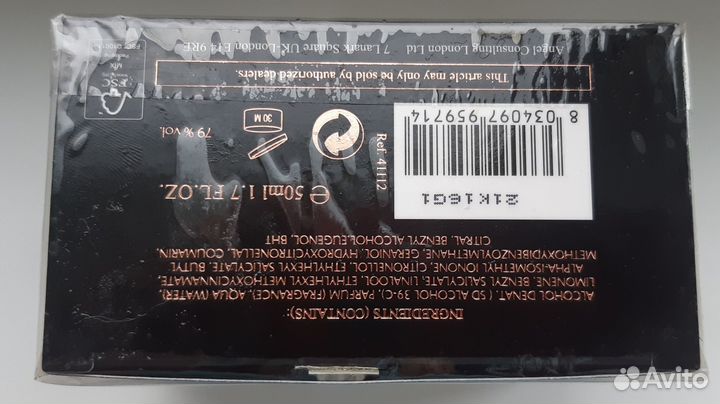 INGREDIENTS (CONTAINS):
ALCOHOL DENAT. ( SD ALCOHOL 39-C), PARFUM (FRAGRANCE), AQUA (WATER),
LIMONENE, BENZYL SALICYLATE, LINALOOL, ETHYLHEXYL METHOXYCINNAMATE,
ALPHA-ISOMETHYL IONONE, CITRONELLOL, ETHYLHEXYL SALICYLATE, BUTYL
METHOXYDIBENZOYLMETHANE, GERANIOL, HYDROXYCITRONELLAL, COUMARIN,
CITRAL, BENZYL ALCOHOL, EUGENOL, BHT
21K16G1
8 034097 959714
℮ 50ml 1.7 FL.OZ.
Ref. 41112
30 M
79 % vol.
This article may only be sold by authorized dealers.
Angel Consulting London Ltd 7 Lanark Square UK-London E14 9RE
FSC
MIX
Avito